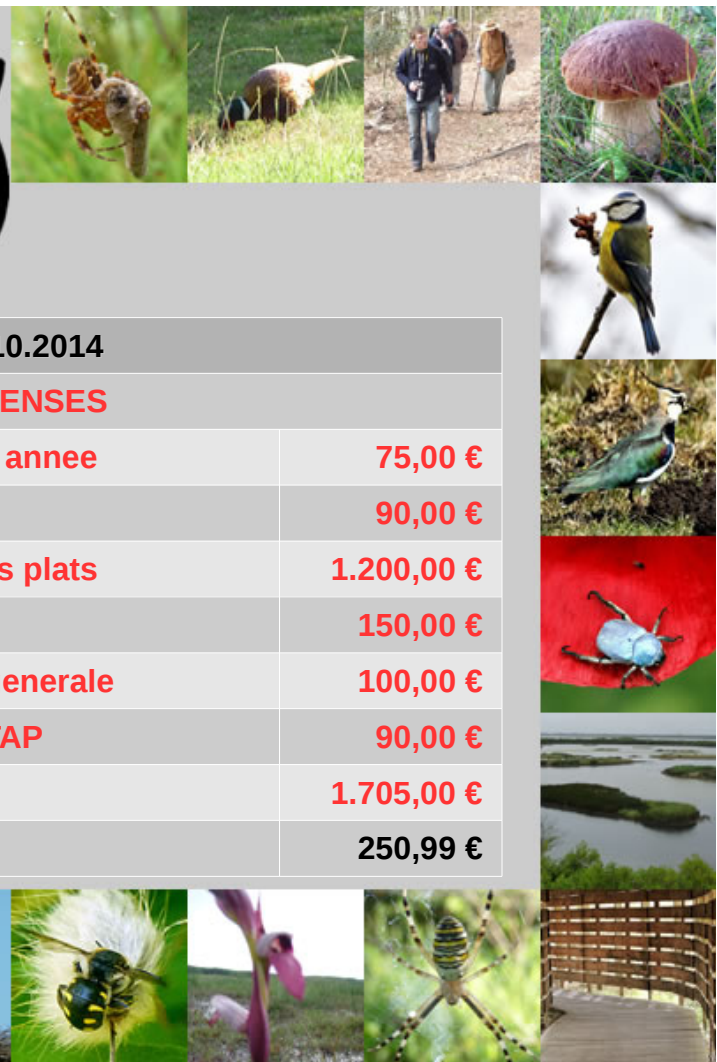 .10.2014
ENSES
annee 75,00 €
90,00 €
s plats 1.200,00 €
150,00 €
enerale 100,00 €
TAP 90,00 €
1.705,00 €
250,99 €